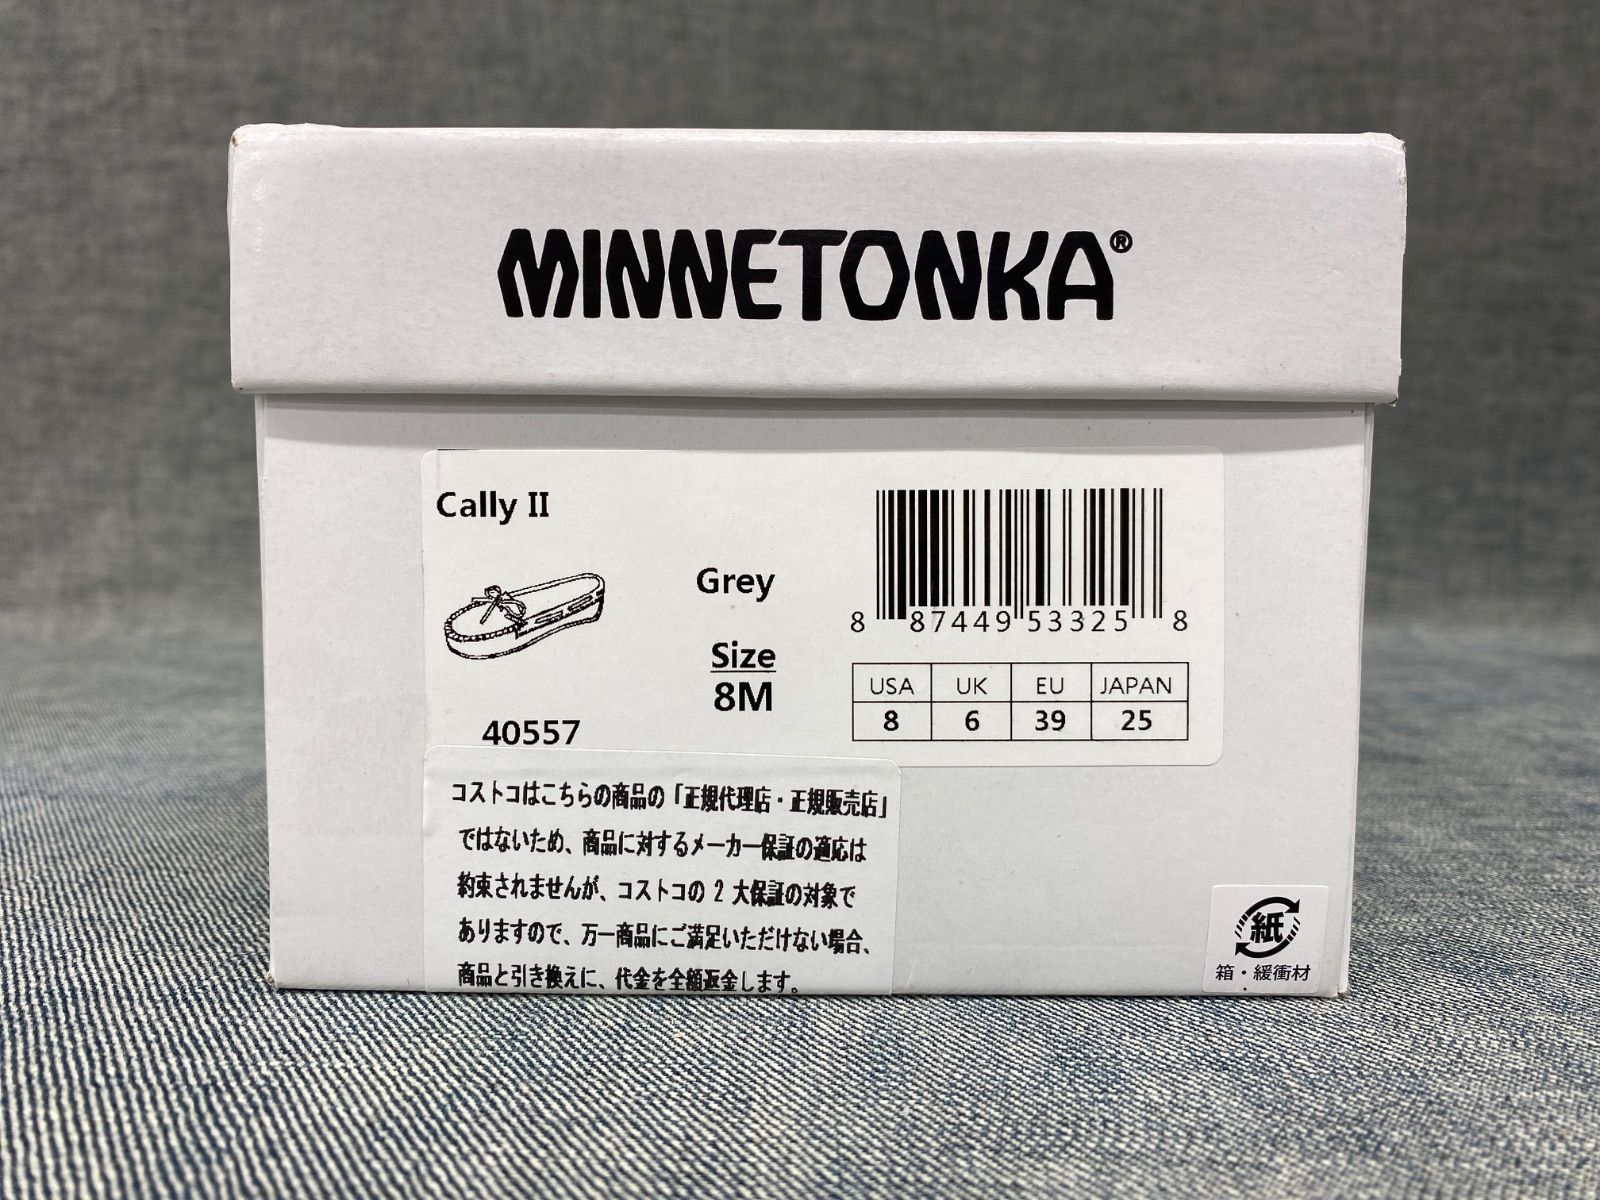 MINNETONKA®
Cally II
Grey
Size
8M
40557
8 87449 53325 8
USA UK EU JAPAN
8 6 39 25
コストコはこちらの商品の「正規代理店・正規販売店」
ではないため、商品に対するメーカー保証の適応は
約束されませんが、コストコの 2 大保証の対象で
ありますので、万一商品にご満足いただけない場合、
商品と引き換えに、代金を全額返金します。
紙
箱・緩衝材